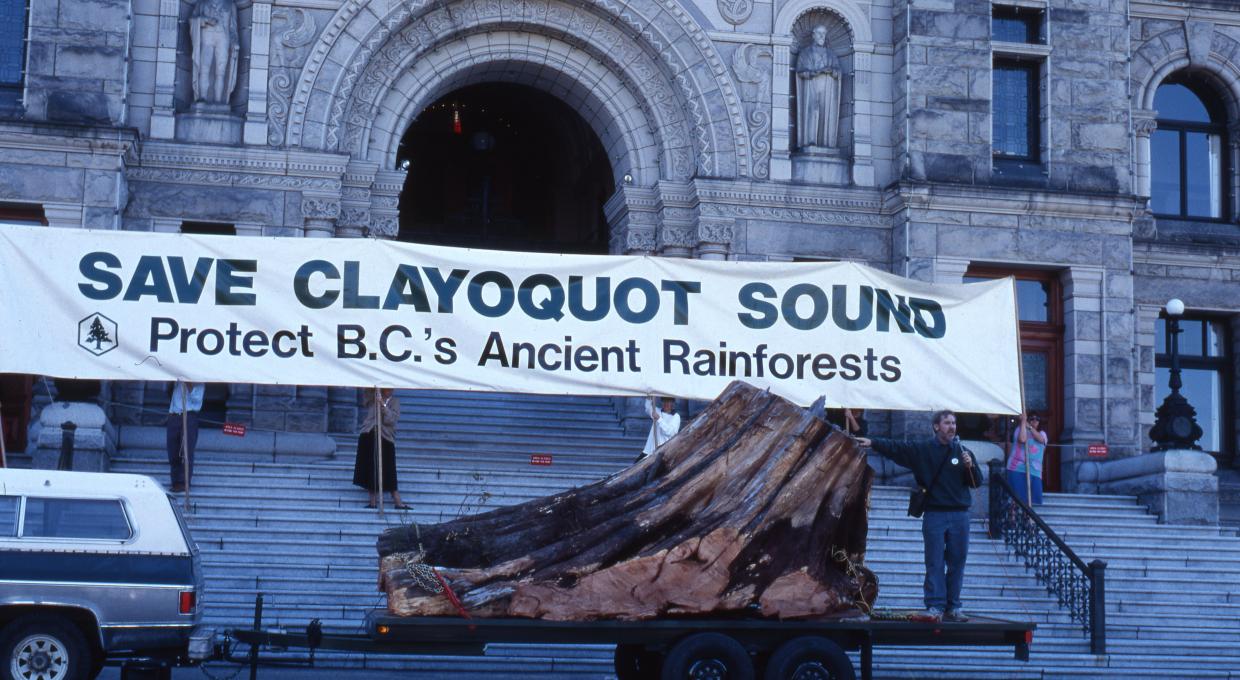 SAVE CLAYOQUOT SOUND
Protect B.C.'s Ancient Rainforests